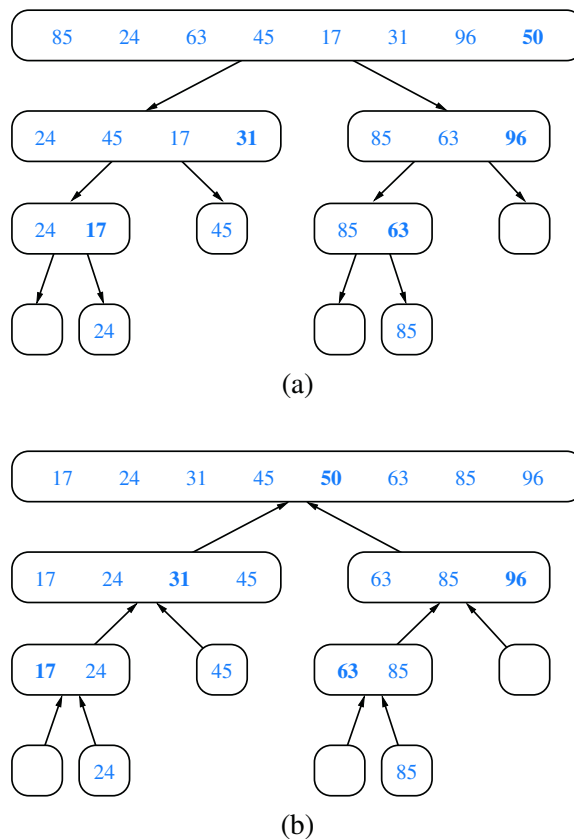 85 24 63 45 17 31 96 50
24 45 17 31 85 63 96
24 17 45 85 63
24 85
(a)
17 24 31 45 50 63 85 96
17 24 31 45 63 85 96
17 24 45 63 85
24 85
(b)